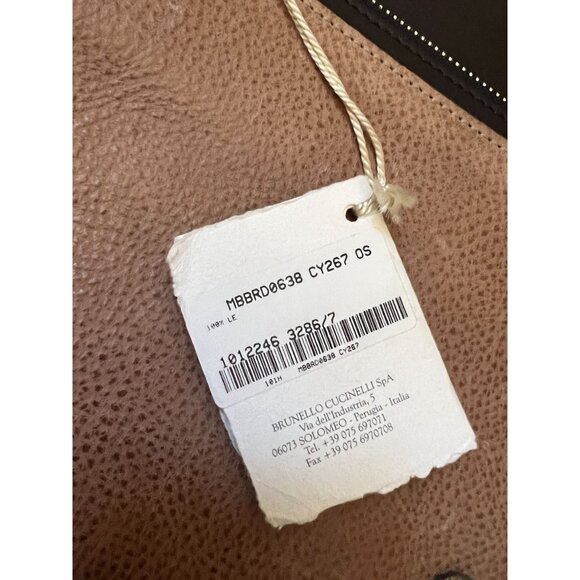 MBBRD0638 CY267 OS
100% LE
1012246 3286/7
101H MBBRD0638 CY267
BRUNELLO CUCINELLI SpA
Via dell'Industria, 5
06073 SOLOMEO - Perugia - Italia
Tel. +39 075 697071
Fax +39 075 6970708